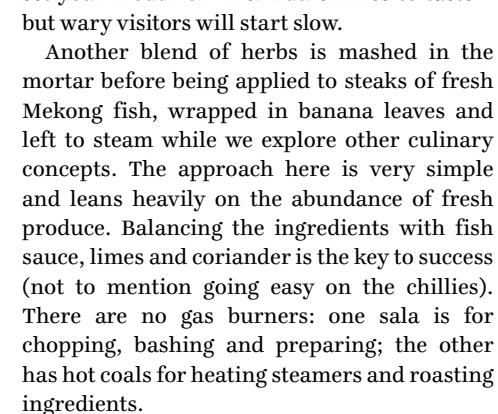 but wary visitors will start slow.
Another blend of herbs is mashed in the
mortar before being applied to steaks of fresh
Mekong fish, wrapped in banana leaves and
left to steam while we explore other culinary
concepts. The approach here is very simple
and leans heavily on the abundance of fresh
produce. Balancing the ingredients with fish
sauce, limes and coriander is the key to success
(not to mention going easy on the chillies).
There are no gas burners: one sala is for
chopping, bashing and preparing; the other
has hot coals for heating steamers and roasting
ingredients.